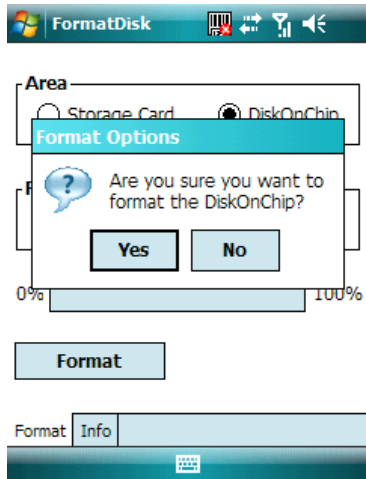 FormatDisk
Area
Storage Card DiskOnChip
Format Options
Are you sure you want to
format the DiskOnChip?
Yes No
0% 100%
Format
Format Info